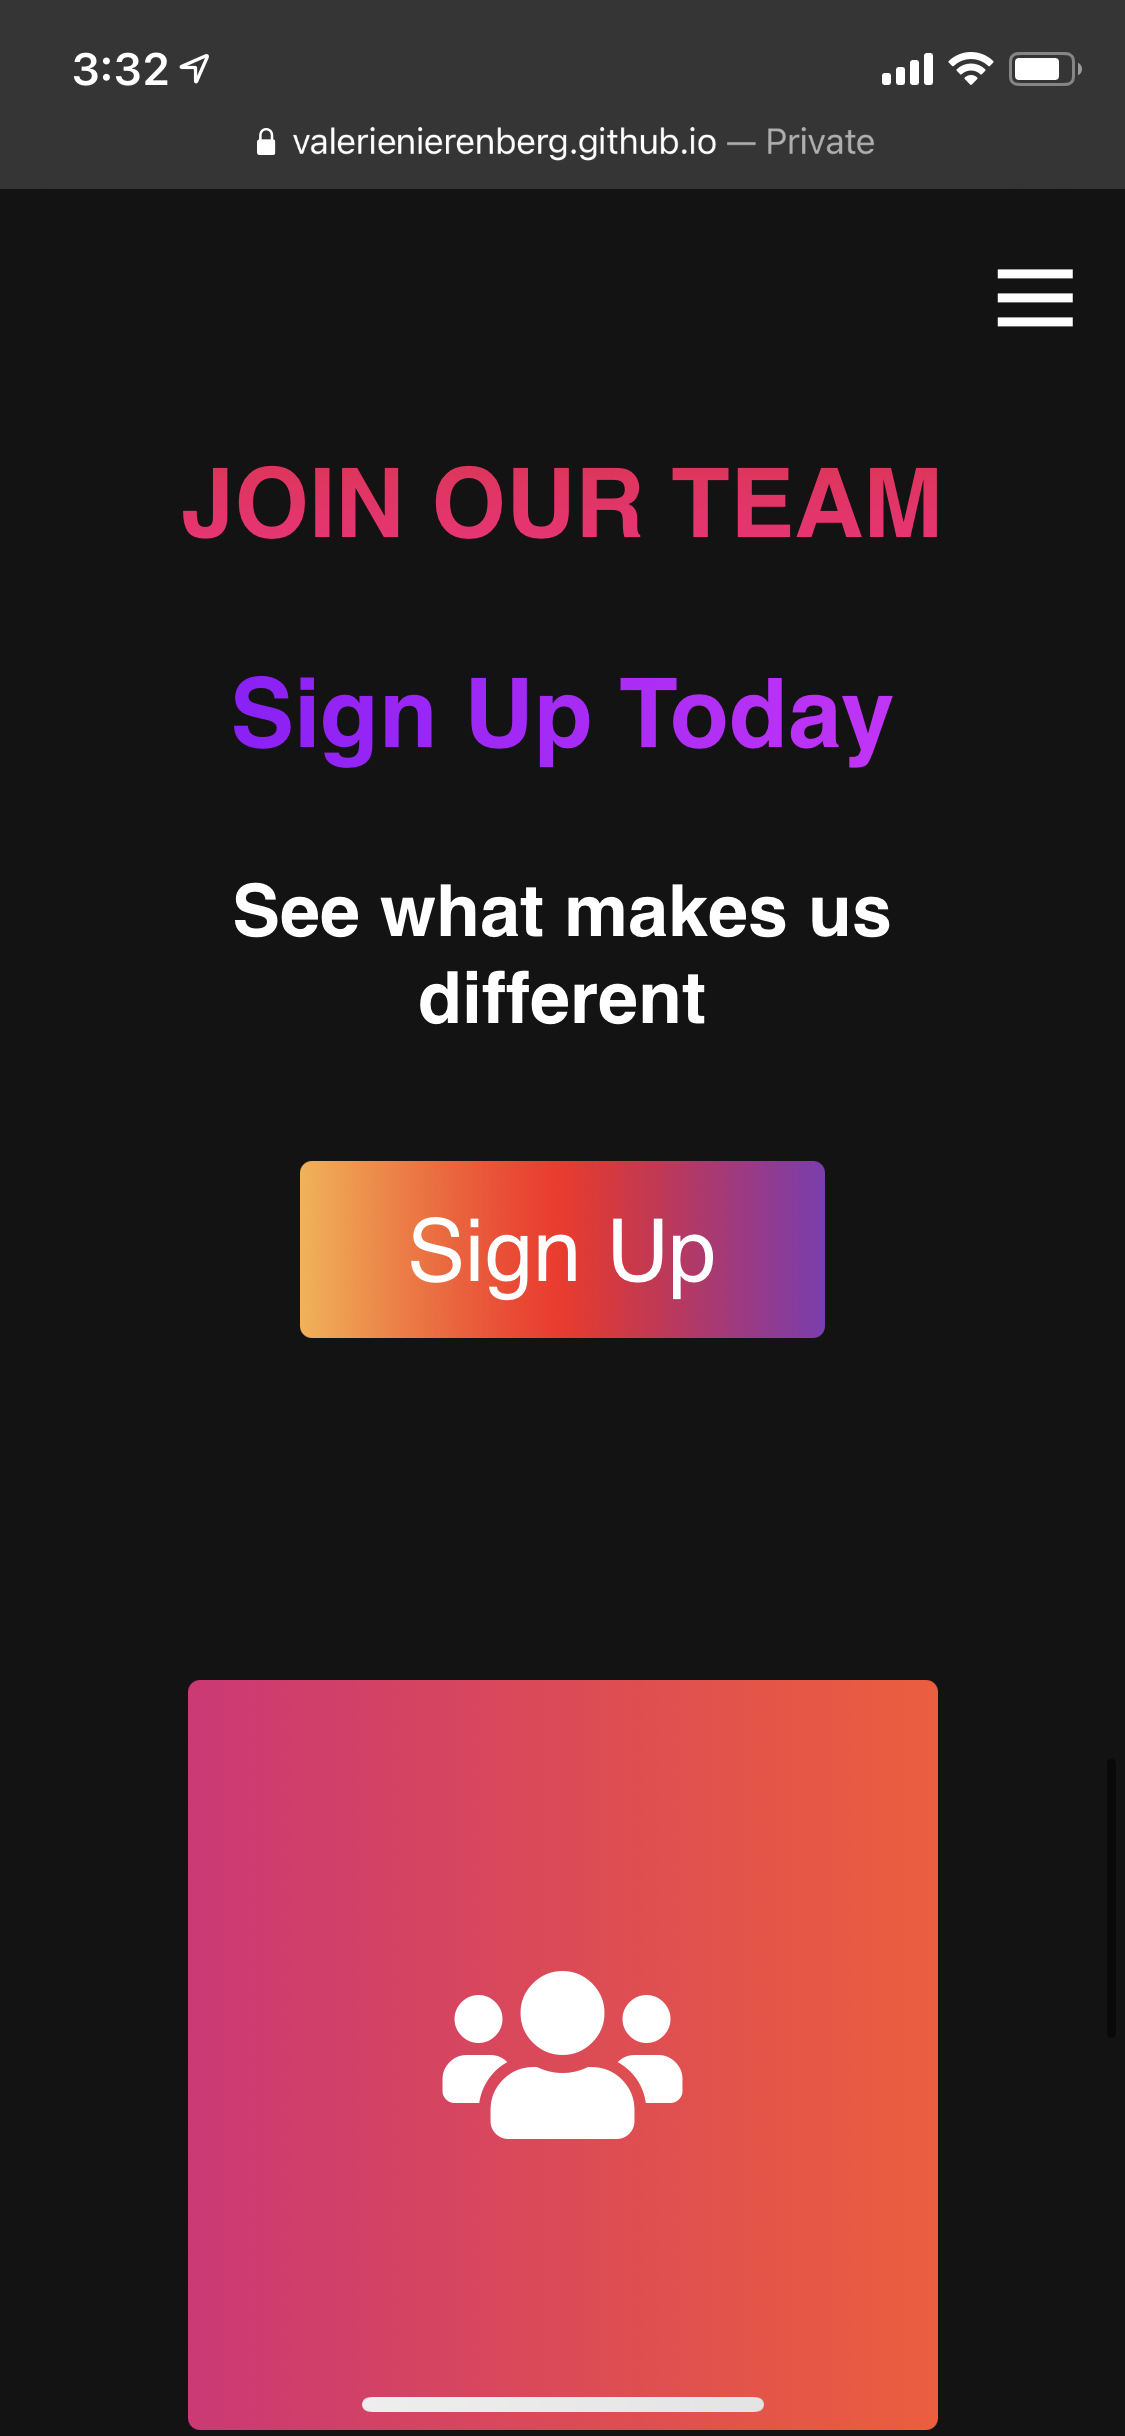 3:32
valerienierenberg.github.io — Private
JOIN OUR TEAM
Sign Up Today
See what makes us
different
Sign Up